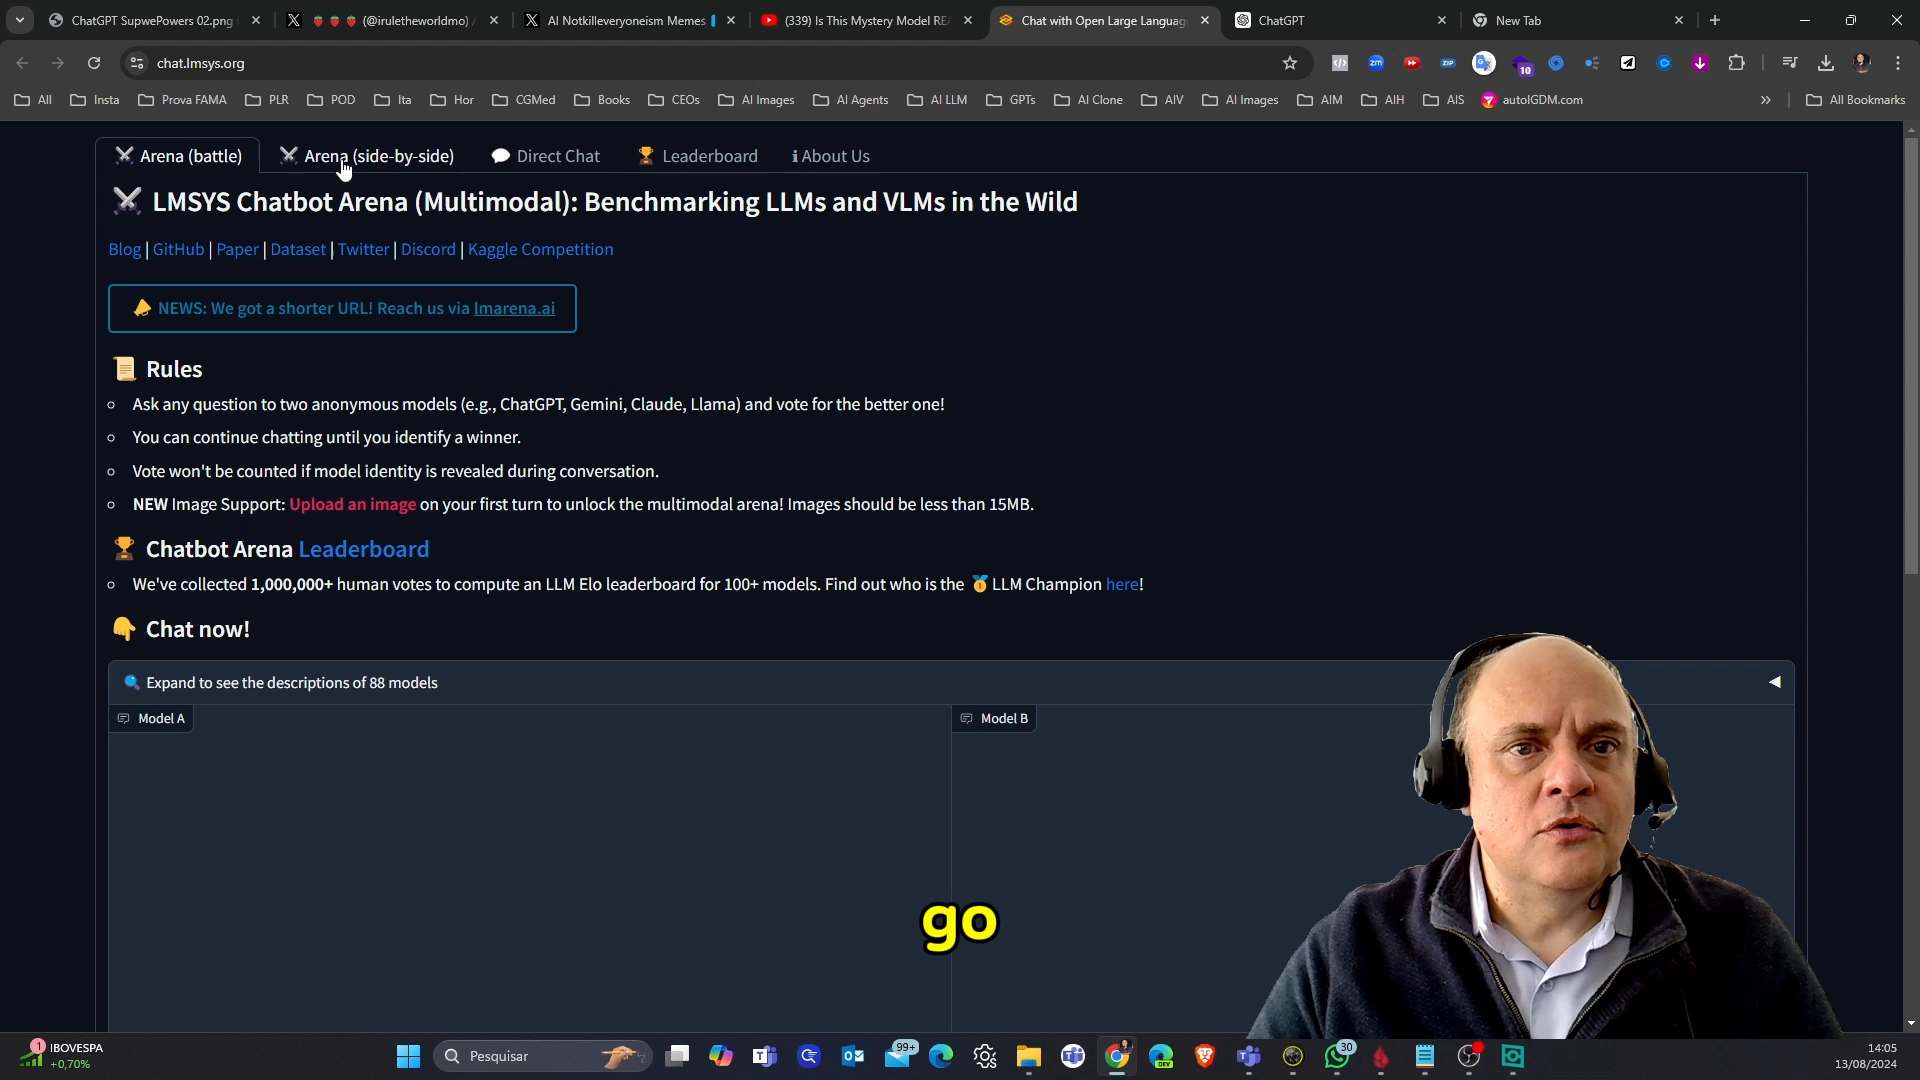 ChatGPT SupwePowers 02.png
(@iruletheworldmo) /
AI Notkilleveryoneism Memes
(339) Is This Mystery Model RE
Chat with Open Large Languag
ChatGPT
New Tab
chat.lmsys.org
zm
ZIP
10
All
Insta
Prova FAMA
PLR
POD
Ita
Hor
CGMed
Books
CEOs
AI Images
AI Agents
AI LLM
GPTs
AI Clone
AIV
AI Images
AIM
AIH
AIS
autoIGDM.com
»
All Bookmarks
Arena (battle)
Arena (side-by-side)
Direct Chat
Leaderboard
About Us
LMSYS Chatbot Arena (Multimodal): Benchmarking LLMs and VLMs in the Wild
Blog | GitHub | Paper | Dataset | Twitter | Discord | Kaggle Competition
NEWS: We got a shorter URL! Reach us via lmarena.ai
Rules
Ask any question to two anonymous models (e.g., ChatGPT, Gemini, Claude, Llama) and vote for the better one!
You can continue chatting until you identify a winner.
Vote won't be counted if model identity is revealed during conversation.
NEW Image Support: Upload an image on your first turn to unlock the multimodal arena! Images should be less than 15MB.
Chatbot Arena Leaderboard
We've collected 1,000,000+ human votes to compute an LLM Elo leaderboard for 100+ models. Find out who is the LLM Champion here!
Chat now!
Expand to see the descriptions of 88 models
Model A
Model B
go
1
IBOVESPA
+0,70%
Pesquisar
99+
DEV
30
14:05
13/08/2024